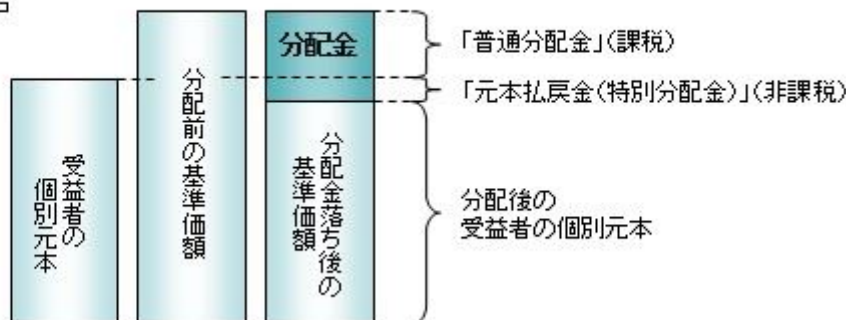 受益者の
個別元本
分配前の基準価額
分配金
分配金落ち後の
基準価額
「普通分配金」(課税)
「元本払戻金(特別分配金)」(非課税)
分配後の
受益者の個別元本